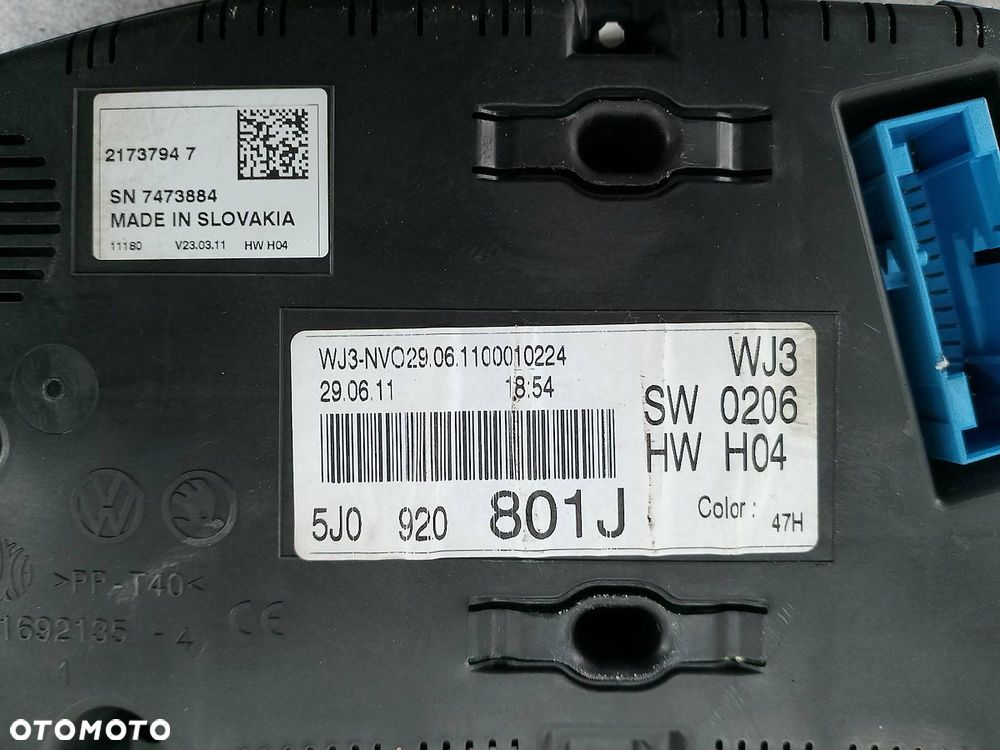 2173794 7
SN 7473884
MADE IN SLOVAKIA
11180 V23.03.11 HW H04
WJ3-NVO29.06.1100010224
29.06.11 18:54
WJ3
SW 0206
HW H04
5J0 920 801J
Color: 47H
>PP-T40<
1692135 - 4
CE
1
OTOMOTO